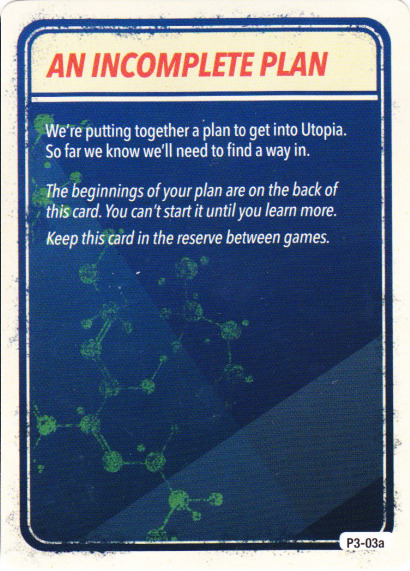 AN INCOMPLETE PLAN
We're putting together a plan to get into Utopia.
So far we know we'll need to find a way in.
The beginnings of your plan are on the back of
this card. You can't start it until you learn more.
Keep this card in the reserve between games.
P3-03a